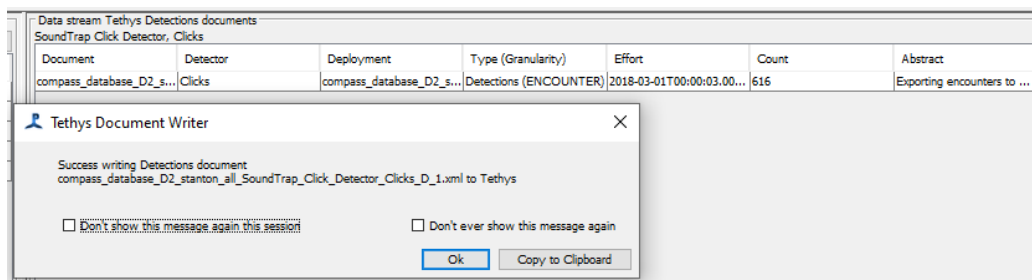 Data stream Tethys Detections documents
SoundTrap Click Detector, Clicks
Document Detector Deployment Type (Granularity) Effort Count Abstract
compass_database_D2_s... Clicks compass_database_D2_s... Detections (ENCOUNTER) 2018-03-01T00:00:03.00... 616 Exporting encounters to ...
Tethys Document Writer
Success writing Detections document
compass_database_D2_stanton_all_SoundTrap_Click_Detector_Clicks_D_1.xml to Tethys
Don't show this message again this session Don't ever show this message again
Ok Copy to Clipboard